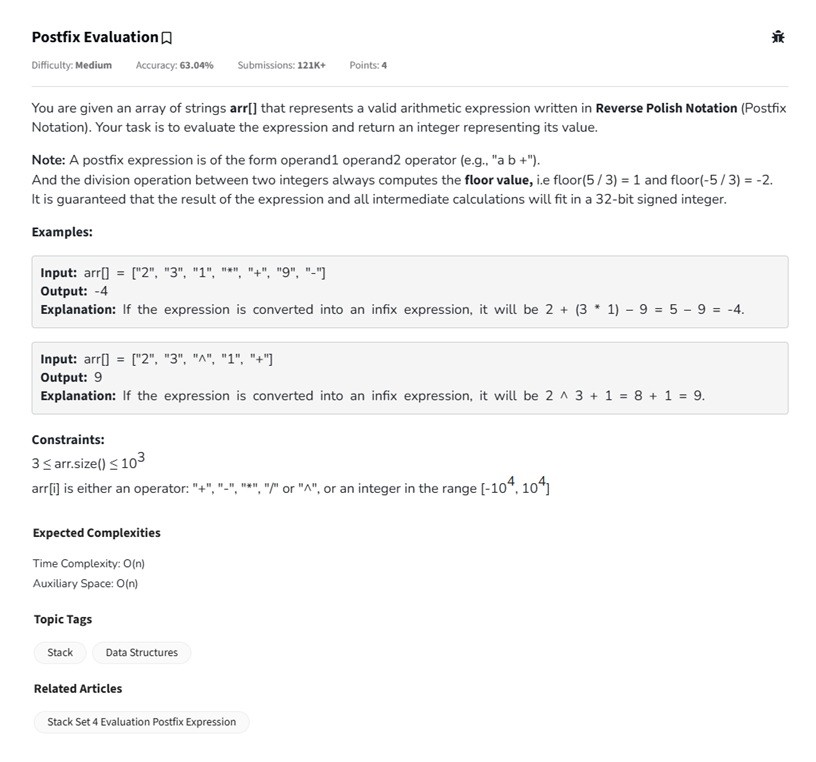 Postfix Evaluation
Difficulty: Medium Accuracy: 63.04% Submissions: 121K+ Points: 4
You are given an array of strings arr[] that represents a valid arithmetic expression written in Reverse Polish Notation (Postfix
Notation). Your task is to evaluate the expression and return an integer representing its value.
Note: A postfix expression is of the form operand1 operand2 operator (e.g., "a b +").
And the division operation between two integers always computes the floor value, i.e floor(5 / 3) = 1 and floor(-5 / 3) = -2.
It is guaranteed that the result of the expression and all intermediate calculations will fit in a 32-bit signed integer.
Examples:
Input: arr[] = ["2", "3", "1", "*", "+", "9", "-"]
Output: -4
Explanation: If the expression is converted into an infix expression, it will be 2 + (3 * 1) – 9 = 5 – 9 = -4.
Input: arr[] = ["2", "3", "^", "1", "+"]
Output: 9
Explanation: If the expression is converted into an infix expression, it will be 2 ^ 3 + 1 = 8 + 1 = 9.
Constraints:
3 ≤ arr.size() ≤ 10³
arr[i] is either an operator: "+", "-", "*", "/" or "^", or an integer in the range [-10⁴, 10⁴]
Expected Complexities
Time Complexity: O(n)
Auxiliary Space: O(n)
Topic Tags
Stack Data Structures
Related Articles
Stack Set 4 Evaluation Postfix Expression